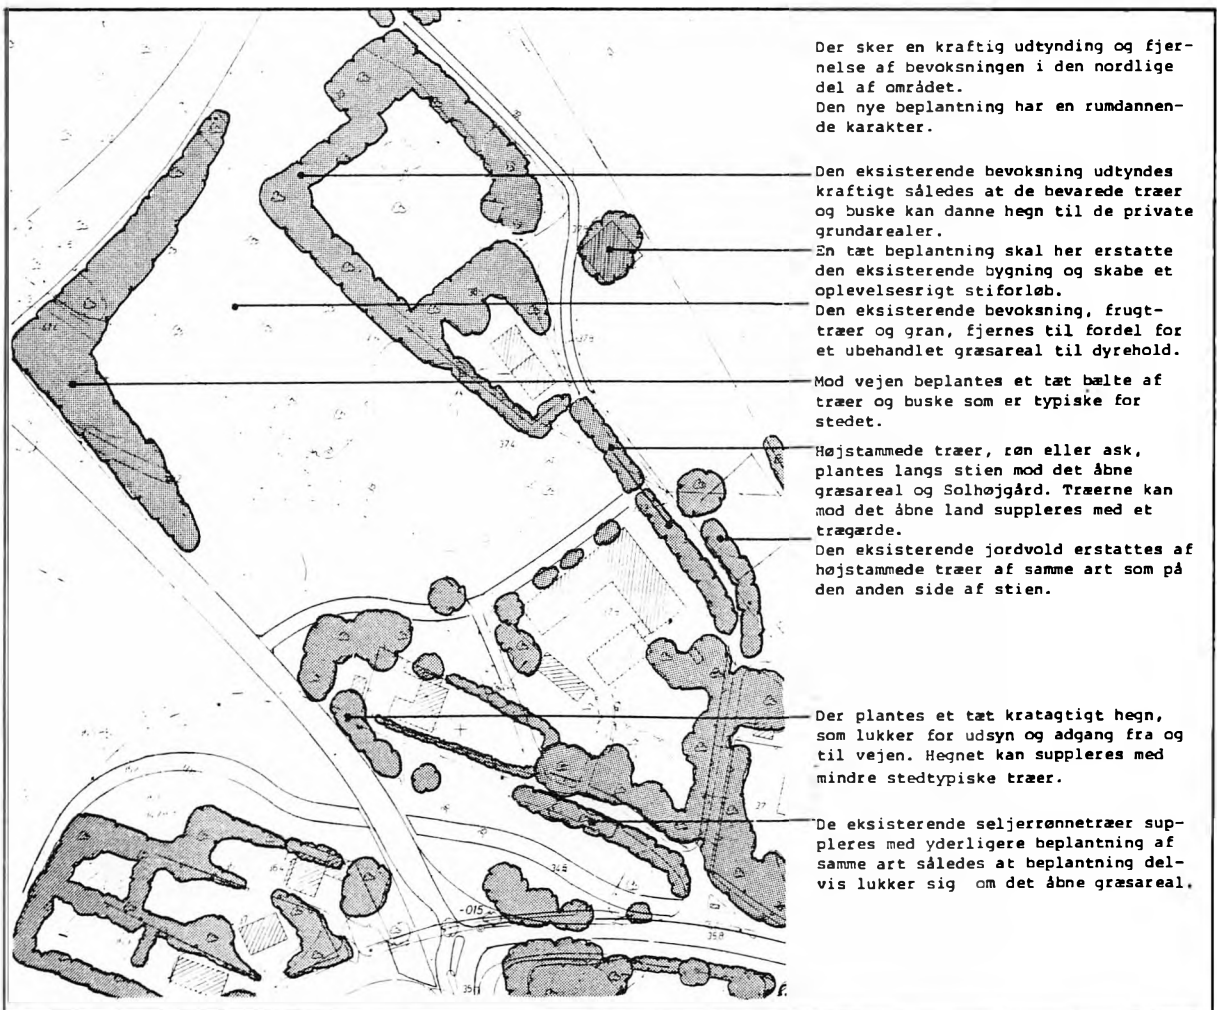 Der sker en kraftig udtynding og fjer-
nelse af bevoksningen i den nordlige
del af området.
Den nye beplantning har en rumdannen-
de karakter.
Den eksisterende bevoksning udtyndes
kraftigt således at de bevarede træer
og buske kan danne hegn til de private
grundarealer.
En tæt beplantning skal her erstatte
den eksisterende bygning og skabe et
oplevelsesrigt stiforløb.
Den eksisterende bevoksning, frugt-
træer og gran, fjernes til fordel for
et ubehandlet græsareal til dyrehold.
Mod vejen beplantes et tæt bælte af
træer og buske som er typiske for
stedet.
Højstammede træer, røn eller ask,
plantes langs stien mod det åbne
græsareal og Solhøjgård. Træerne kan
mod det åbne land suppleres med et
trægærde.
Den eksisterende jordvold erstattes af
højstammede træer af samme art som på
den anden side af stien.
Der plantes et tæt kratagtigt hegn,
som lukker for udsyn og adgang fra og
til vejen. Hegnet kan suppleres med
mindre stedtypiske træer.
De eksisterende seljerrønnetræer sup-
pleres med yderligere beplantning af
samme art således at beplantning del-
vis lukker sig om det åbne græsareal.
37.4
37
34.6
-015
35.8